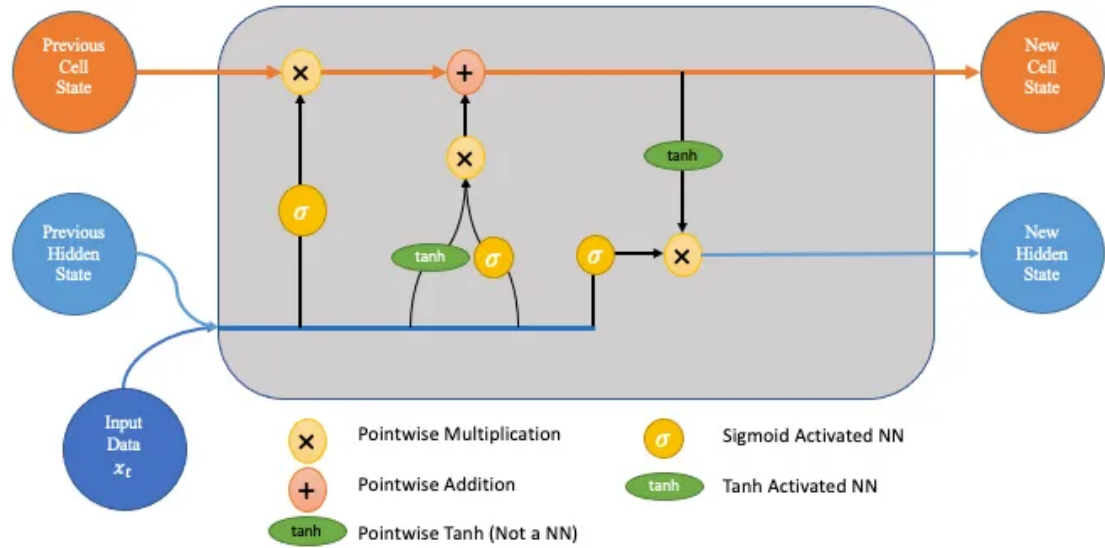 Previous
Cell
State
×
+
New
Cell
State
×
tanh
σ
Previous
Hidden
State
tanh
σ
σ
×
New
Hidden
State
Input
Data
xₜ
× Pointwise Multiplication
σ Sigmoid Activated NN
+ Pointwise Addition
tanh Tanh Activated NN
tanh Pointwise Tanh (Not a NN)